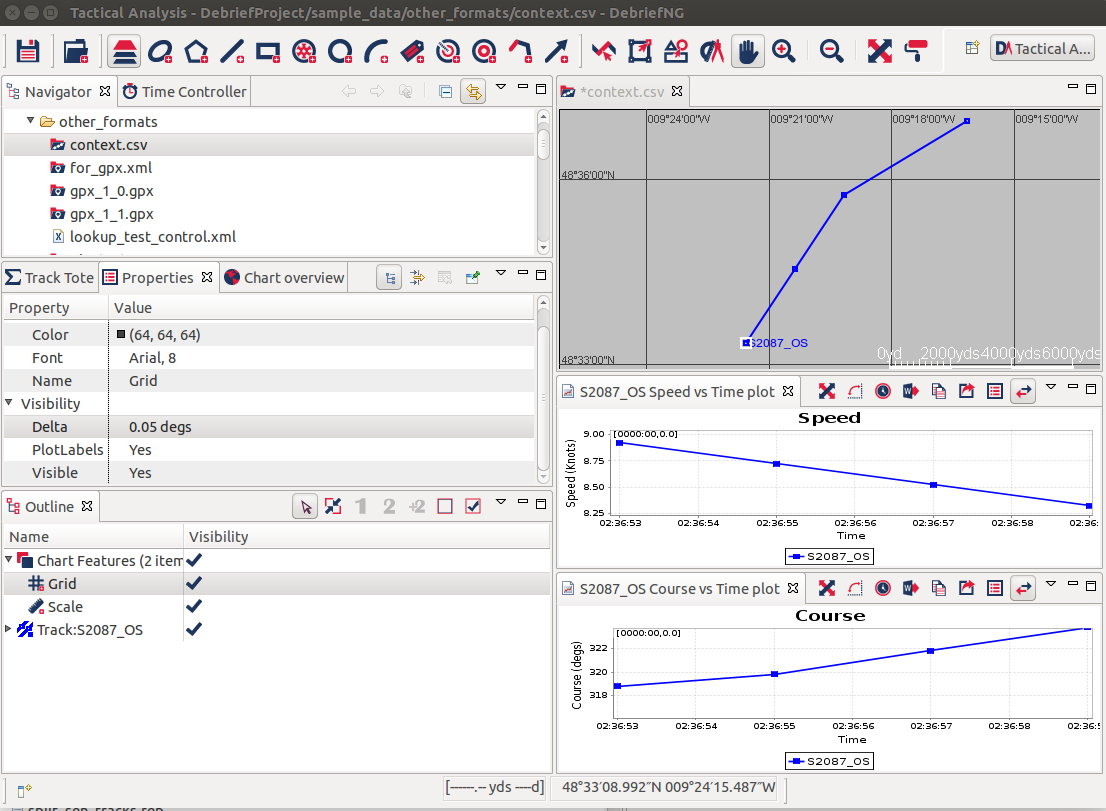 Tactical Analysis - DebriefProject/sample_data/other_formats/context.csv - DebriefNG
Tactical A...
Navigator
Time Controller
other_formats
context.csv
for_gpx.xml
gpx_1_0.gpx
gpx_1_1.gpx
lookup_test_control.xml
Track Tote
Properties
Chart overview
Property Value
Color (64, 64, 64)
Font Arial, 8
Name Grid
Visibility
Delta 0.05 degs
PlotLabels Yes
Visible Yes
Outline
1 2 +2
Name Visibility
Chart Features (2 item
Grid
Scale
Track:S2087_OS
*context.csv
009°24'00"W 009°21'00"W 009°18'00"W 009°15'00"W
48°36'00"N
S2087_OS
48°33'00"N
0yd 2000yds4000yds6000yds
S2087_OS Speed vs Time plot
Speed
[0000:00,0.0]
Speed (Knots)
9.00
8.75
8.50
8.25
02:36:53 02:36:54 02:36:55 02:36:56 02:36:57 02:36:58 02:36:
Time
S2087_OS
S2087_OS Course vs Time plot
Course
[0000:00,0.0]
Course (degs)
322
320
318
02:36:53 02:36:54 02:36:55 02:36:56 02:36:57 02:36:58 02:36:5
Time
S2087_OS
[------.-- yds ----d]
48°33′08.992″N 009°24′15.487″W